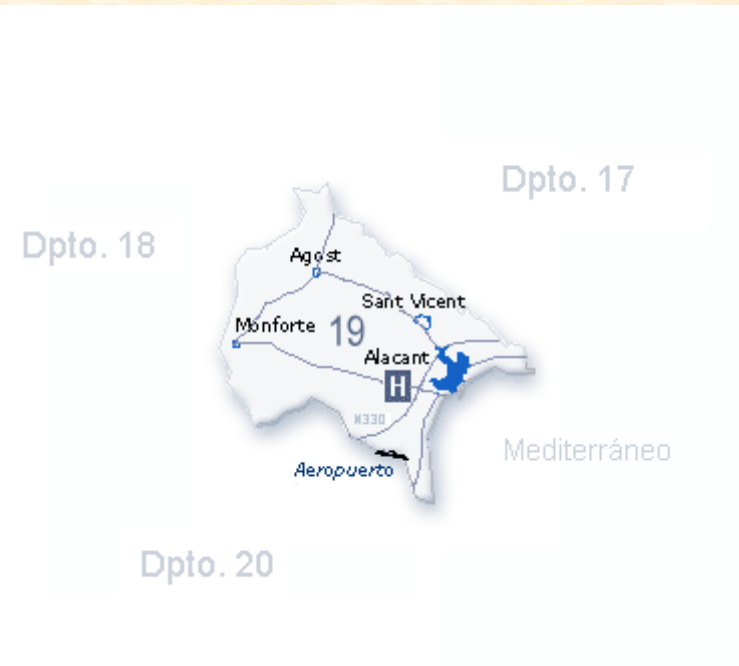 Dpto. 17
Dpto. 18
Agost
Sant Vicent
Monforte
19
Alacant
H
N330
Mediterráneo
Aeropuerto
Dpto. 20